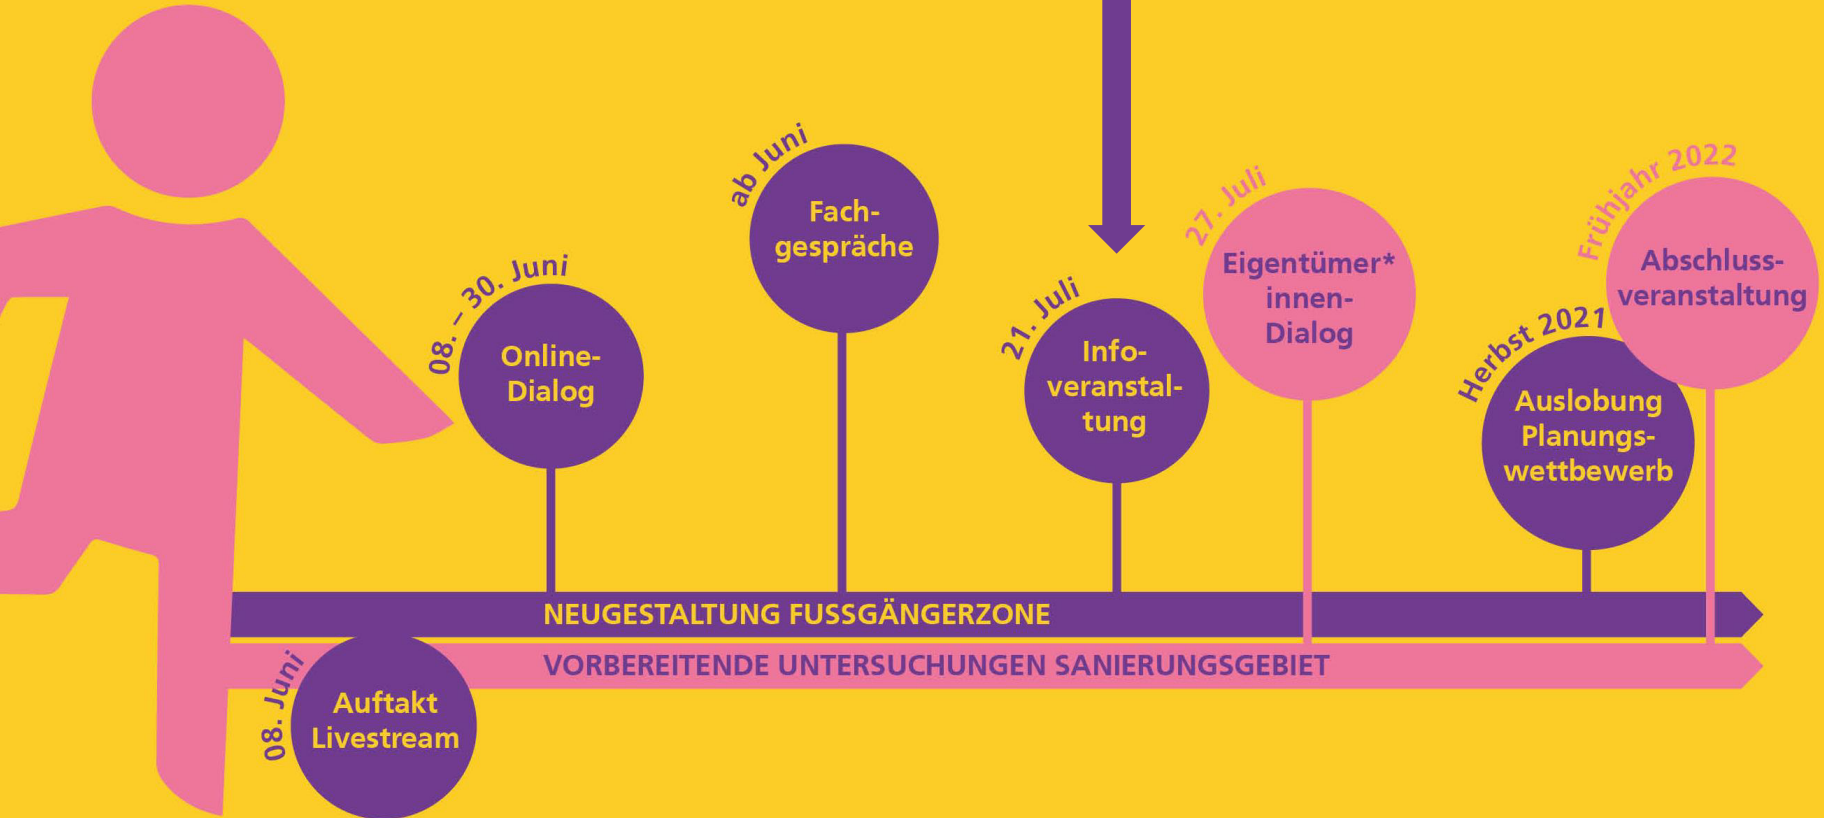 08. – 30. Juni
Online-
Dialog
ab Juni
Fach-
gespräche
21. Juli
Info-
veranstal-
tung
27. Juli
Eigentümer*
innen-
Dialog
Herbst 2021
Auslobung
Planungs-
wettbewerb
Frühjahr 2022
Abschluss-
veranstaltung
NEUGESTALTUNG FUSSGÄNGERZONE
VORBEREITENDE UNTERSUCHUNGEN SANIERUNGSGEBIET
08. Juni
Auftakt
Livestream